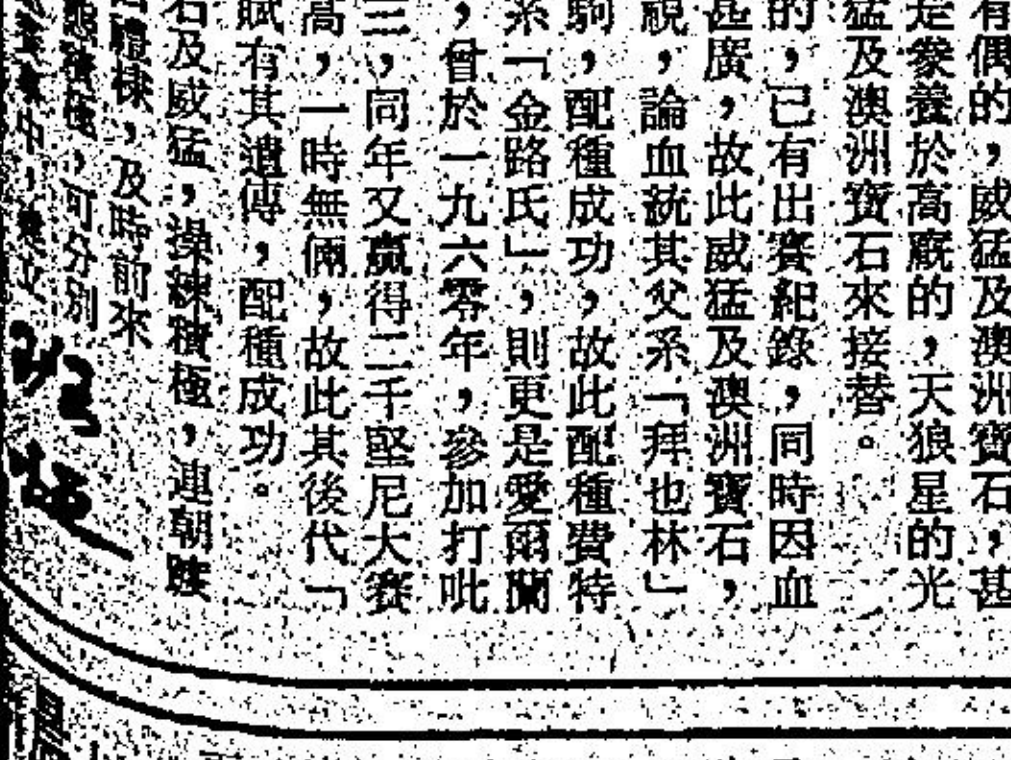 有偶的，威猛及澳洲寶石，甚
是豢養於高廐的，天狼星的光
猛及澳洲寶石來接替。
的，已有出賽紀錄，同時因血
甚廣，故此威猛及澳洲寶石，
視，論血統其父系「拜也林」
駒，配種成功，故此配種費特
系「金路氏」，則更是愛爾蘭
，曾於一九六零年，參加打吡
三，同年又贏得二千堅尼大賽
高，一時無倆，故此其後代「
賦有其遺傳，配種成功。
石及威猛，操練積極，連朝踩
及時前來
可分別